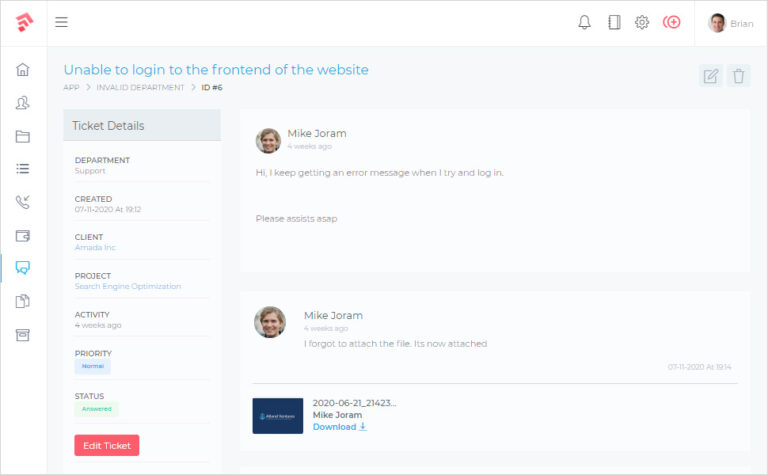 Brian
Unable to login to the frontend of the website
APP > INVALID DEPARTMENT > ID #6
Ticket Details
DEPARTMENT
Support
CREATED
07-11-2020 At 19:12
CLIENT
Amada Inc
PROJECT
Search Engine Optimization
ACTIVITY
4 weeks ago
PRIORITY
Normal
STATUS
Answered
Edit Ticket
Mike Joram
4 weeks ago
Hi, I keep getting an error message when I try and log in.
Please assists asap
Mike Joram
4 weeks ago
I forgot to attach the file. Its now attached
07-11-2020 At 19:14
2020-06-21_21423...
Mike Joram
Download